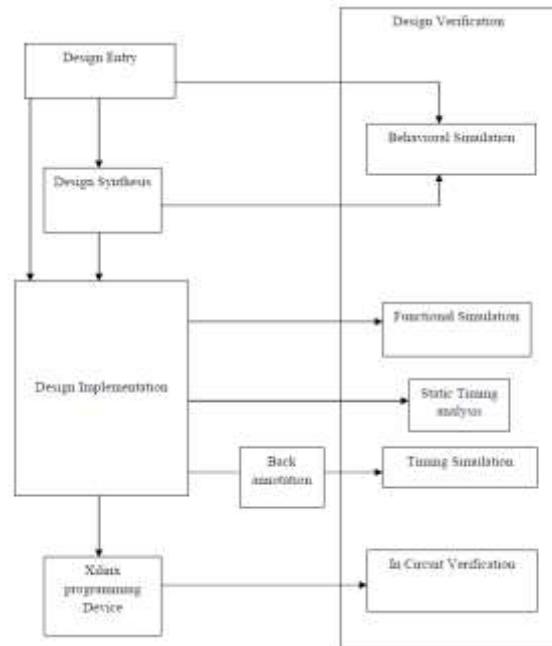 Design Verification
Design Entry
Behavioral Simulation
Design Synthesis
Functional Simulation
Design Implementation
Static Timing
analysis
Back
annotation
Timing Simulation
Xilinx
programming
Device
In Circuit Verification